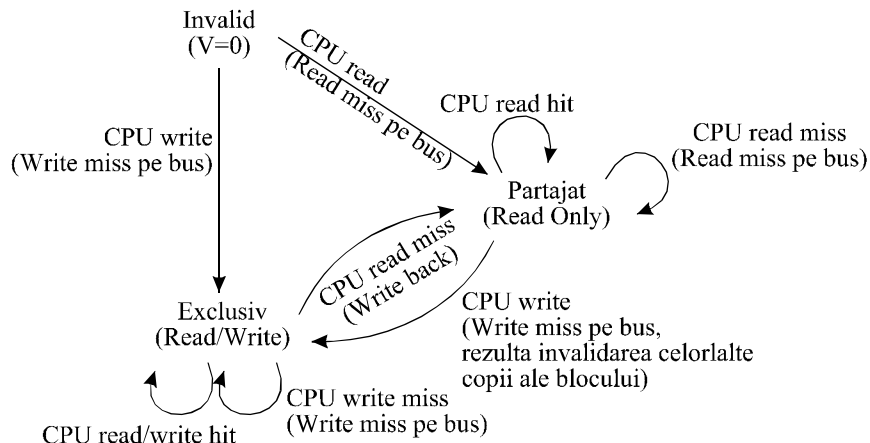 Invalid
(V=0)
CPU read
(Read miss pe bus)
CPU read hit
CPU read miss
(Read miss pe bus)
CPU write
(Write miss pe bus)
Partajat
(Read Only)
CPU read miss
(Write back)
Exclusiv
(Read/Write)
CPU write
(Write miss pe bus,
rezulta invalidarea celorlalte
copii ale blocului)
CPU write miss
(Write miss pe bus)
CPU read/write hit